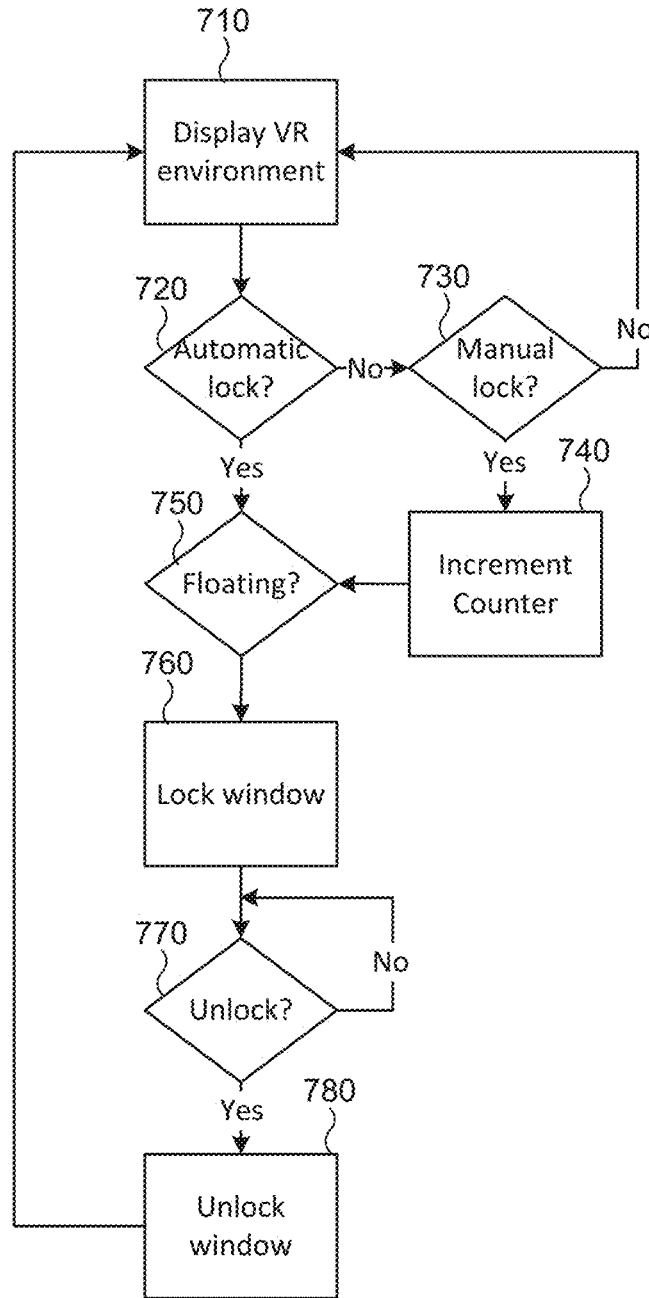 710
Display VR
environment
720
Automatic
lock?
No
730
Manual
lock?
No
Yes
Yes
740
750
Floating?
Increment
Counter
760
Lock window
770
Unlock?
No
Yes
780
Unlock
window